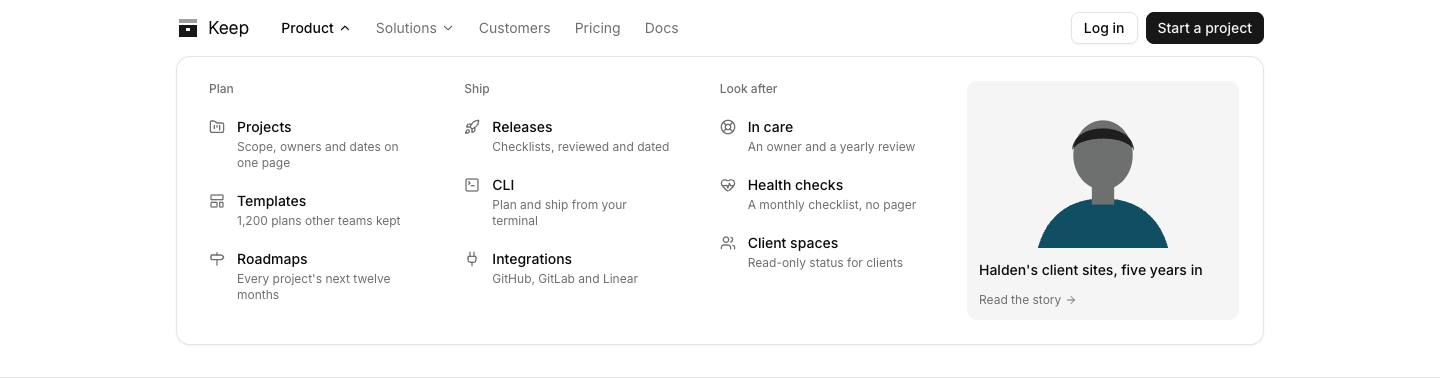 Keep
Product
Solutions
Customers
Pricing
Docs
Log in
Start a project
Plan
Projects
Scope, owners and dates on
one page
Templates
1,200 plans other teams kept
Roadmaps
Every project's next twelve
months
Ship
Releases
Checklists, reviewed and dated
CLI
Plan and ship from your
terminal
Integrations
GitHub, GitLab and Linear
Look after
In care
An owner and a yearly review
Health checks
A monthly checklist, no pager
Client spaces
Read-only status for clients
Halden's client sites, five years in
Read the story →